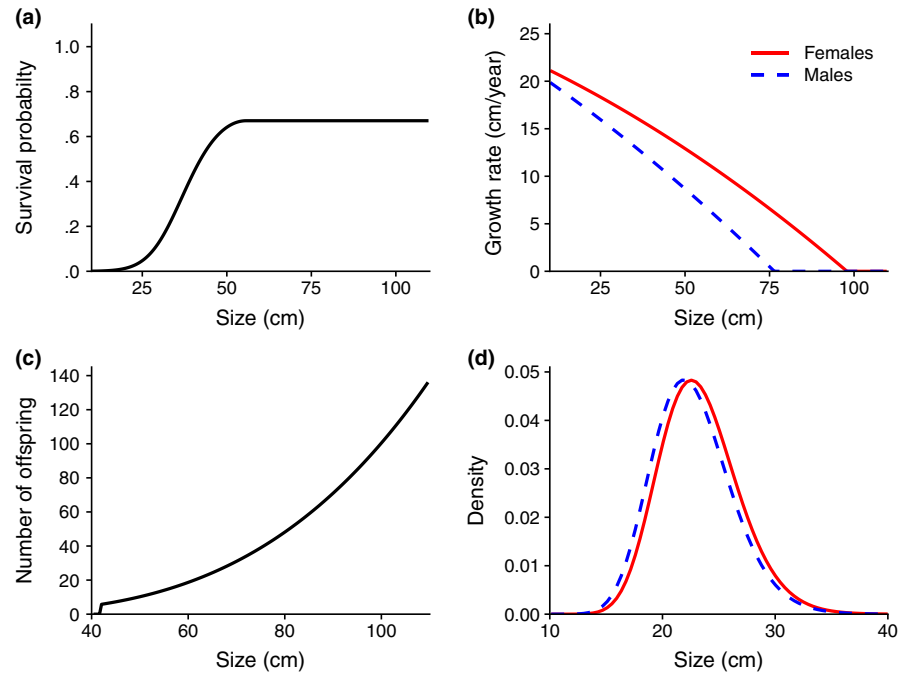 (a)
1.0
.8
.6
.4
.2
.0
Survival probabilty
25 50 75 100
Size (cm)
(b)
25
20
15
10
5
0
Growth rate (cm/year)
Females
Males
25 50 75 100
Size (cm)
(c)
140
120
100
80
60
40
20
0
Number of offspring
40 60 80 100
Size (cm)
(d)
0.05
0.04
0.03
0.02
0.01
0.00
Density
10 20 30 40
Size (cm)